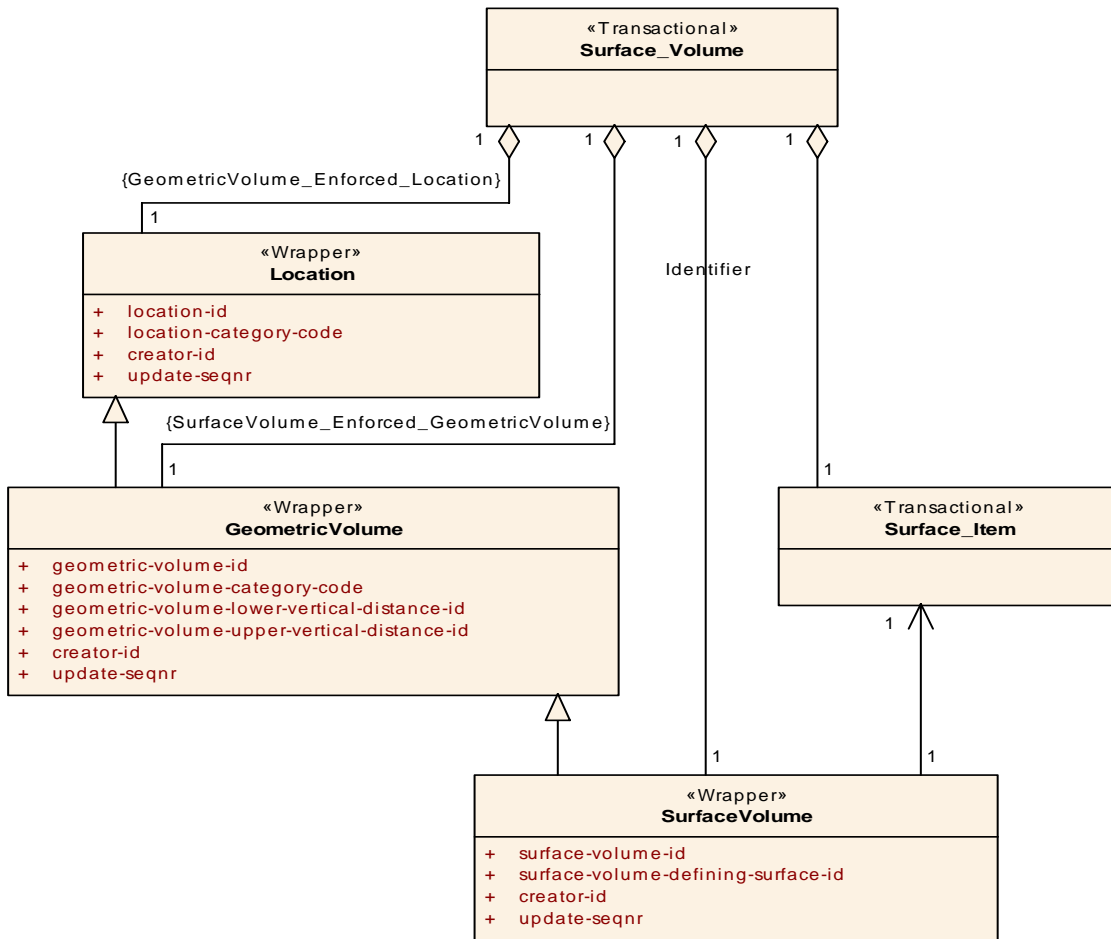 «Transactional»
Surface_Volume
1
1
1
1
{GeometricVolume_Enforced_Location}
1
«Wrapper»
Location
+ location-id
+ location-category-code
+ creator-id
+ update-seqnr
Identifier
{SurfaceVolume_Enforced_GeometricVolume}
1
1
«Wrapper»
GeometricVolume
+ geometric-volume-id
+ geometric-volume-category-code
+ geometric-volume-lower-vertical-distance-id
+ geometric-volume-upper-vertical-distance-id
+ creator-id
+ update-seqnr
«Transactional»
Surface_Item
1
1
1
«Wrapper»
SurfaceVolume
+ surface-volume-id
+ surface-volume-defining-surface-id
+ creator-id
+ update-seqnr